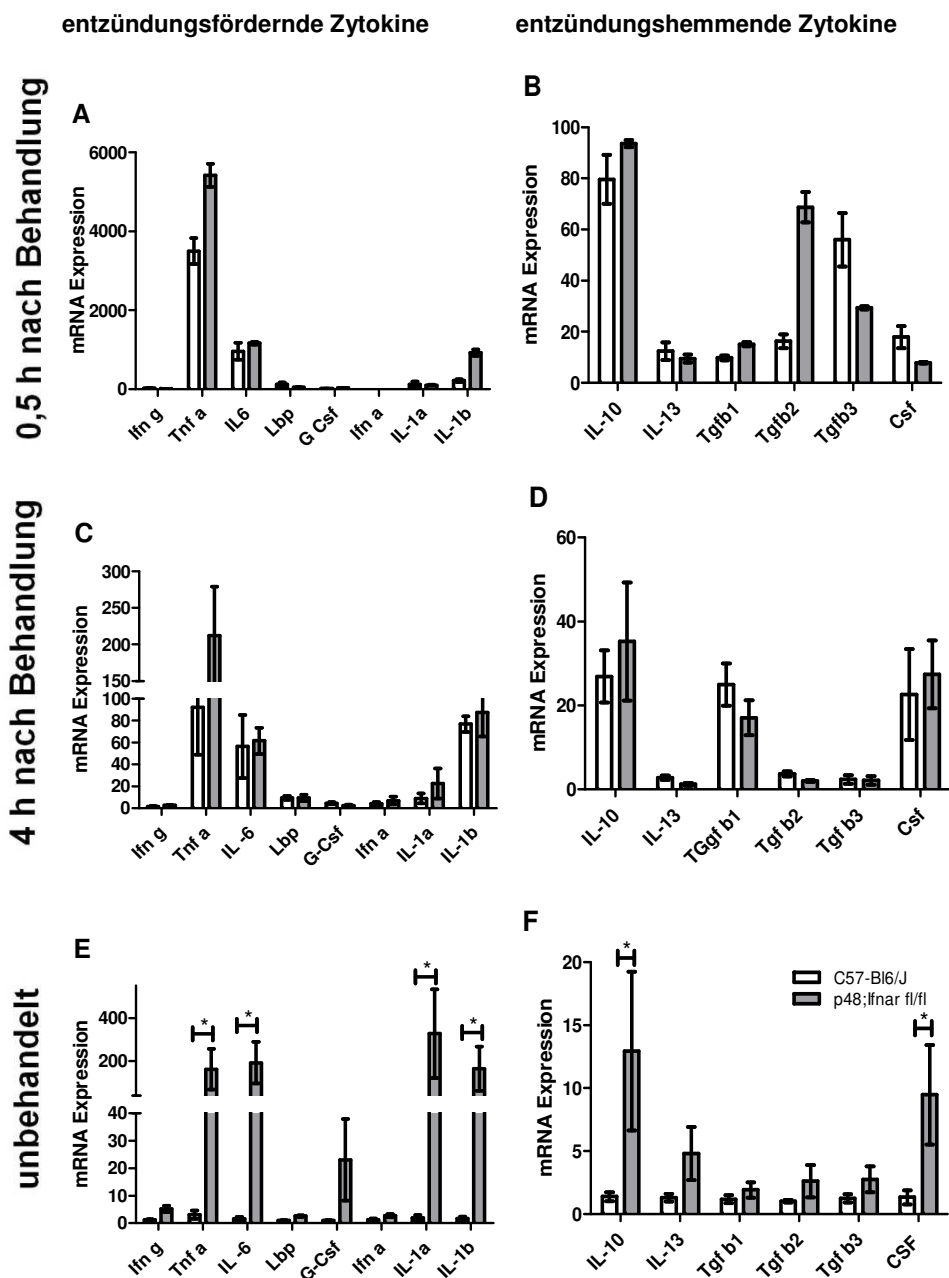 entzündungsfördernde Zytokine
entzündungshemmende Zytokine
0,5 h nach Behandlung
A
mRNA Expression
6000
4000
2000
0
Ifn g
Tnf a
IL6
Lbp
G Csf
Ifn a
IL-1a
IL-1b
B
mRNA Expression
100
80
60
40
20
0
IL-10
IL-13
Tgfb1
Tgfb2
Tgfb3
Csf
4 h nach Behandlung
C
mRNA Expression
300
250
200
150
100
80
60
40
20
0
Ifn g
Tnf a
IL-6
Lbp
G-Csf
Ifn a
IL-1a
IL-1b
D
mRNA Expression
60
40
20
0
IL-10
IL-13
TGgf b1
Tgf b2
Tgf b3
Csf
unbehandelt
E
mRNA Expression
400
200
40
30
20
10
0
*
*
*
*
Ifn g
Tnf a
IL -6
Lbp
G-Csf
Ifn a
IL-1a
IL-1b
F
mRNA Expression
20
15
10
5
0
*
*
C57-Bl6/J
p48;Ifnar fl/fl
IL-10
IL-13
Tgf b1
Tgf b2
Tgf b3
CSF